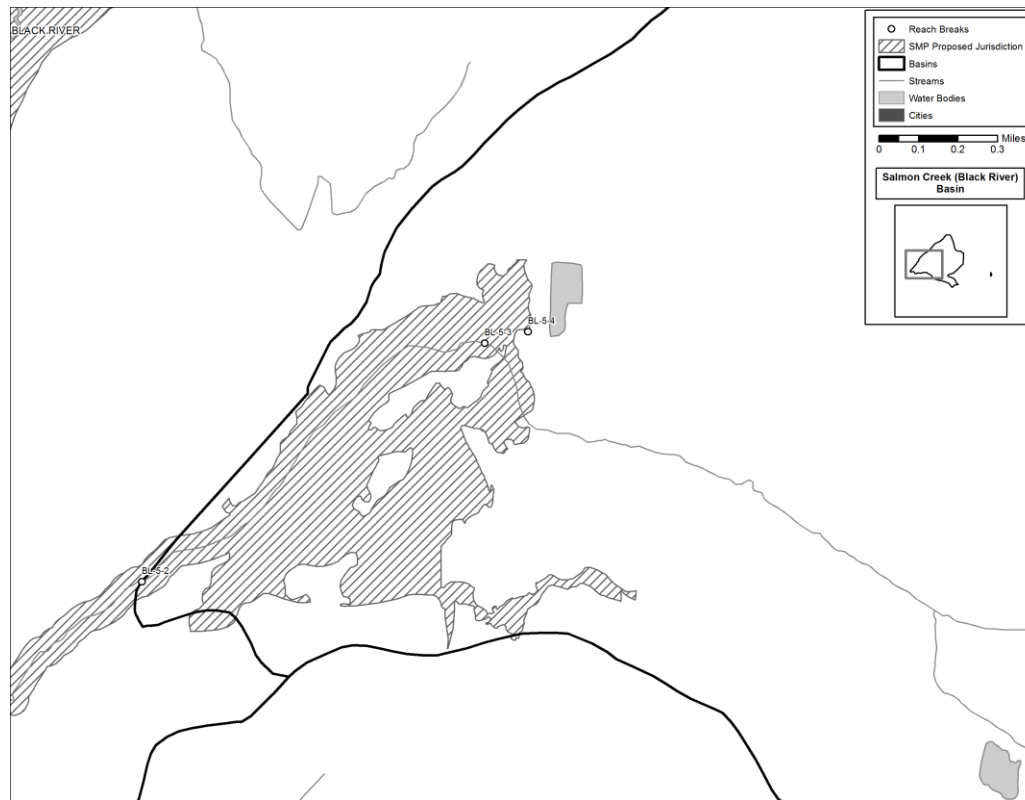 BLACK RIVER
Reach Breaks
SMP Proposed Jurisdiction
Basins
Streams
Water Bodies
Cities
Miles
0 0.1 0.2 0.3
Salmon Creek (Black River)
Basin
BL-5-4
BL-5-3
BL-5-2